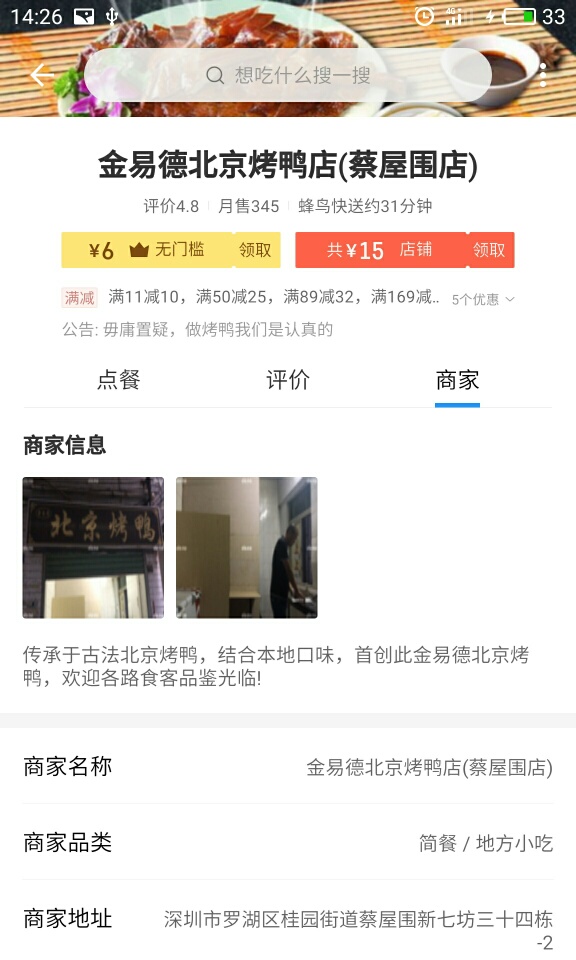 14:26
4G
33
想吃什么搜一搜
金易德北京烤鸭店(蔡屋围店)
评价4.8 月售345 蜂鸟快送约31分钟
¥6 无门槛 领取 共¥15 店铺 领取
满减 满11减10，满50减25，满89减32，满169减.. 5个优惠
公告: 毋庸置疑，做烤鸭我们是认真的
点餐 评价 商家
商家信息
北京烤鸭
传承于古法北京烤鸭，结合本地口味，首创此金易德北京烤
鸭，欢迎各路食客品鉴光临!
商家名称 金易德北京烤鸭店(蔡屋围店)
商家品类 简餐 / 地方小吃
商家地址 深圳市罗湖区桂园街道蔡屋围新七坊三十四栋
-2